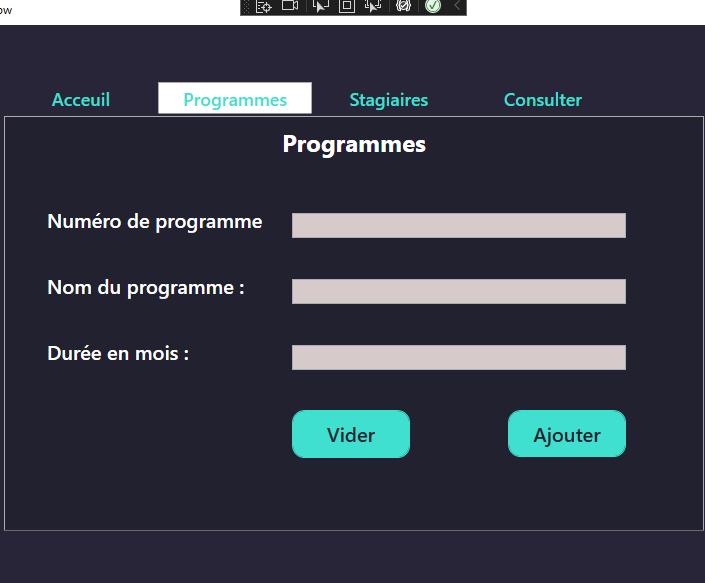 ow
Acceuil Programmes Stagiaires Consulter
Programmes
Numéro de programme
Nom du programme :
Durée en mois :
Vider Ajouter